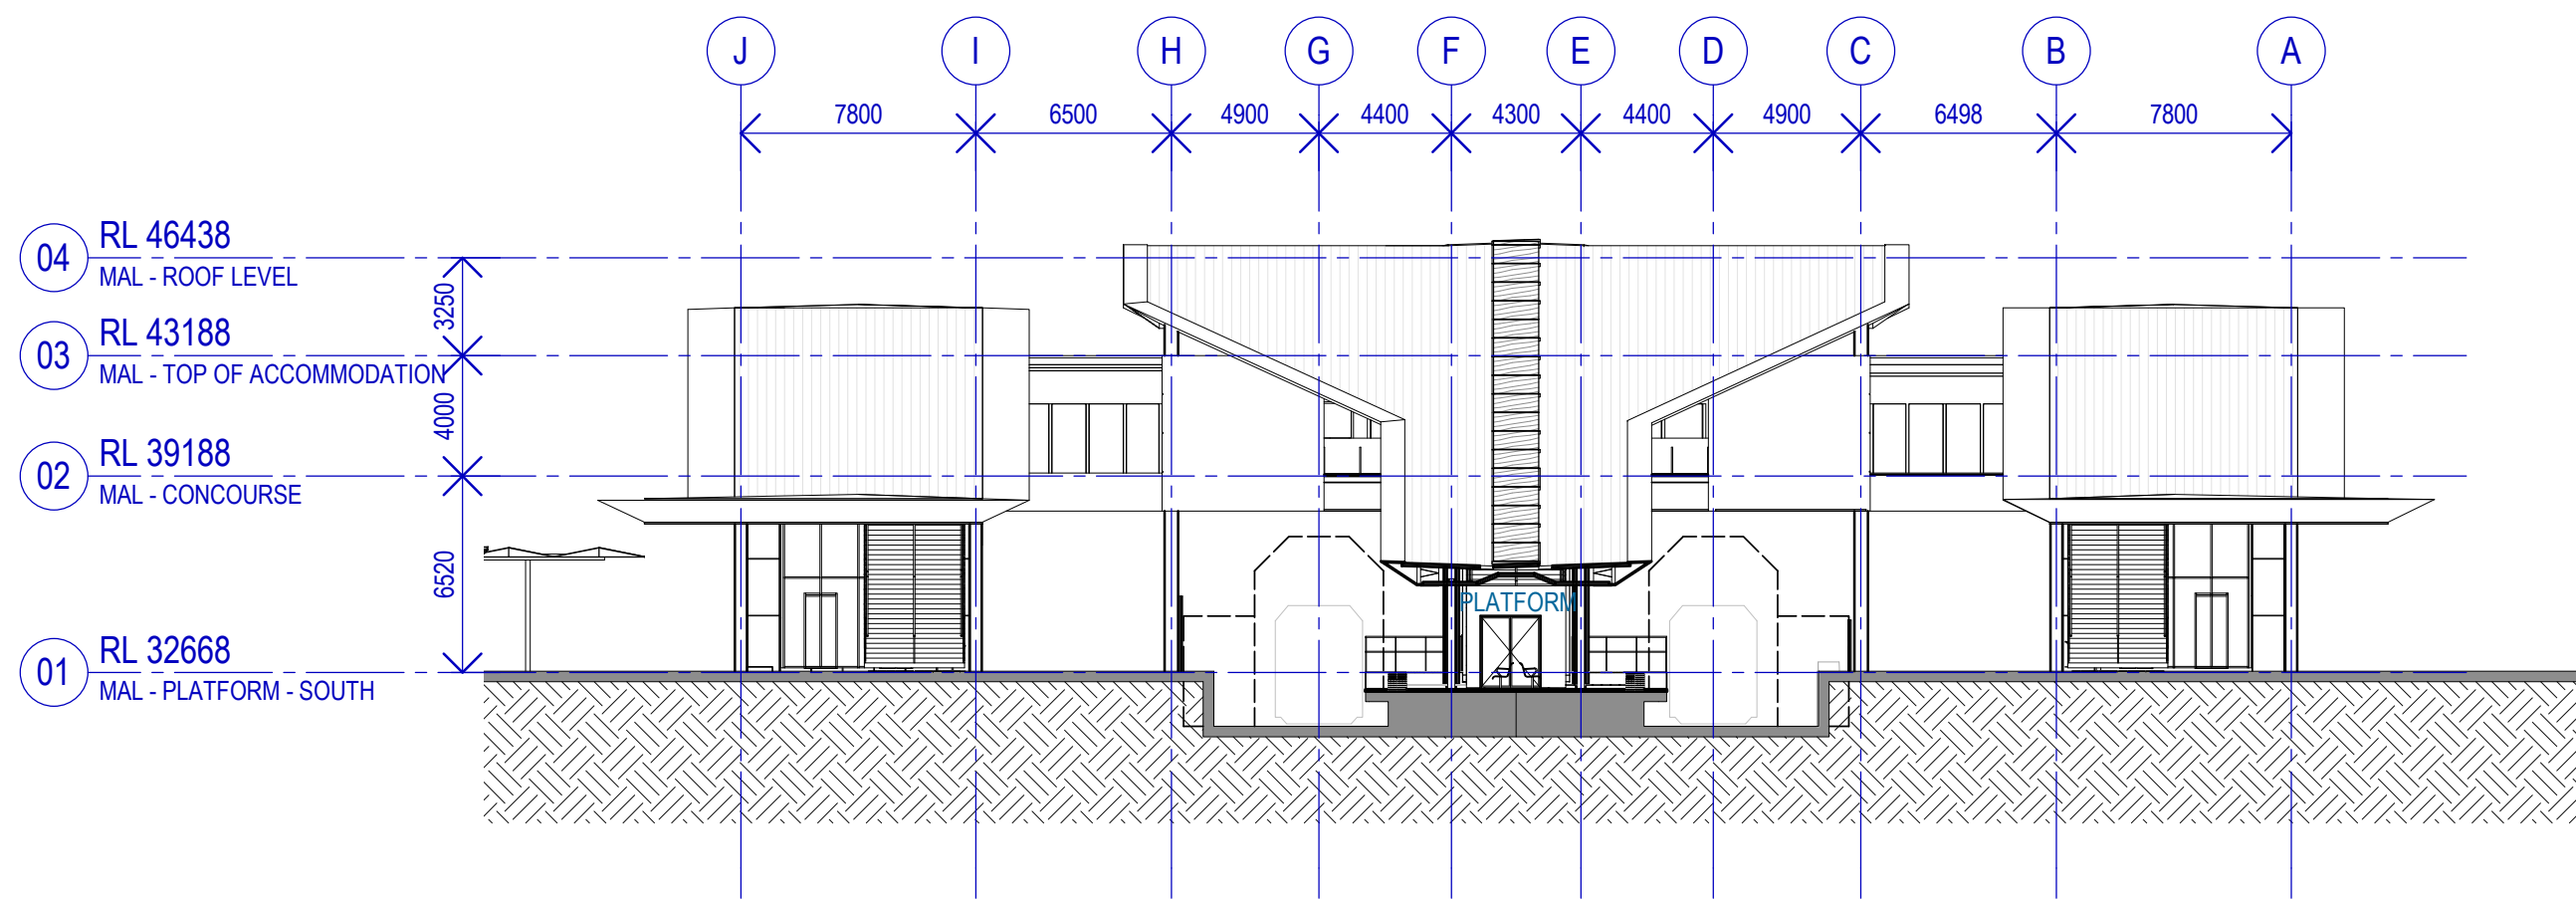 J I H G F E D C B A
7800 6500 4900 4400 4300 4400 4900 6498 7800
04 RL 46438
MAL - ROOF LEVEL
3250
03 RL 43188
MAL - TOP OF ACCOMMODATION
4000
02 RL 39188
MAL - CONCOURSE
6520
PLATFORM
01 RL 32668
MAL - PLATFORM - SOUTH